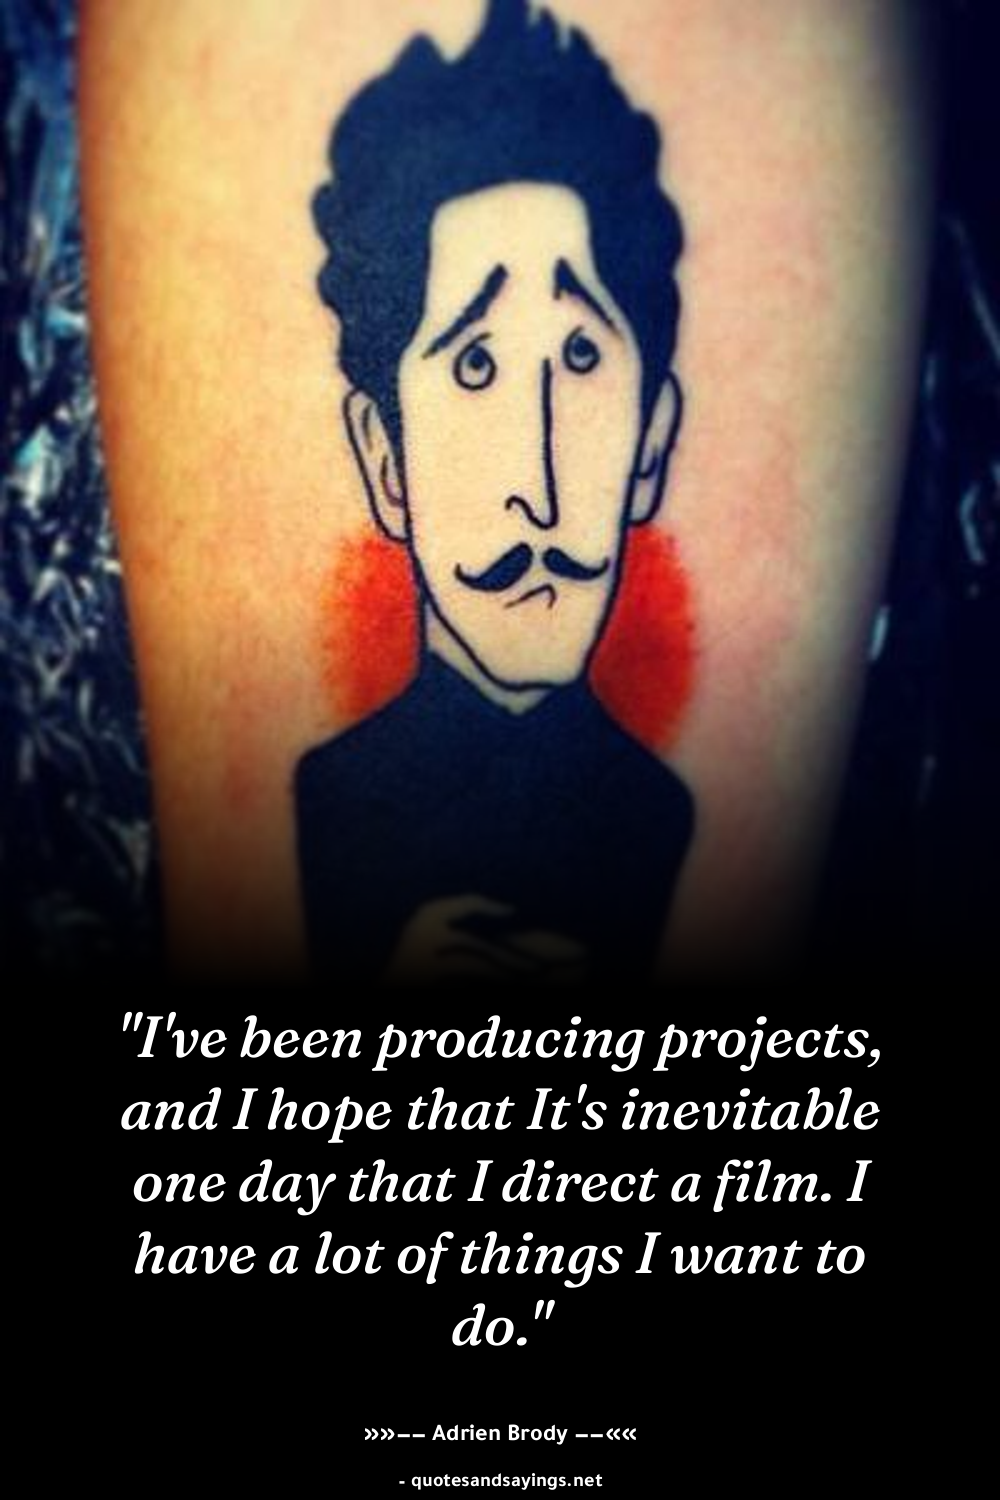 "I've been producing projects,
and I hope that It's inevitable
one day that I direct a film. I
have a lot of things I want to
do."
»»−− Adrien Brody −−««
- quotesandsayings.net